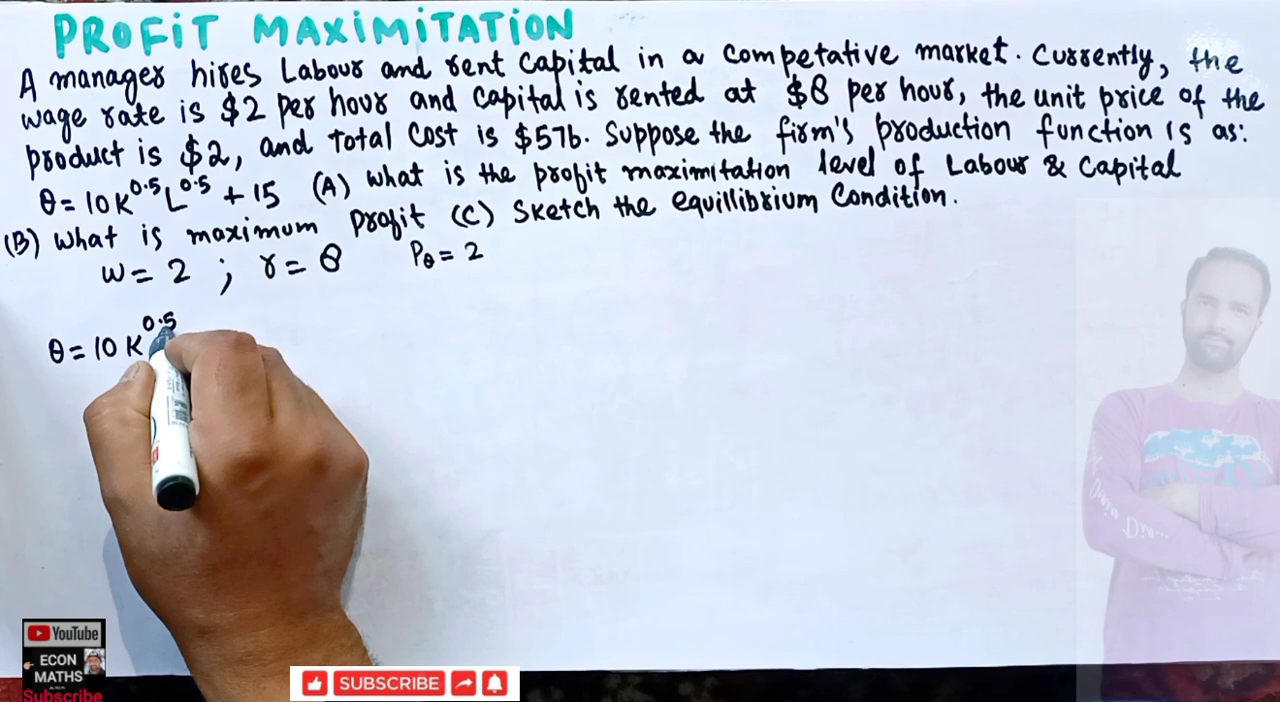 PROFIT MAXIMITATION
A manager hires Labour and rent capital in a competative market. Currently, the
wage rate is $2 per hour and capital is rented at $8 per hour, the unit price of the
product is $2, and total cost is $576. Suppose the firm's production function is as:
Q = 10K^0.5 L^0.5 + 15 (A) what is the profit maximitation level of Labour & Capital
(B) what is maximum profit (C) Sketch the equillibrium Condition.
w = 2 ; r = 8 PQ = 2
Q = 10 K^0.5
YouTube
ECON
MATHS
Subscribe
SUBSCRIBE